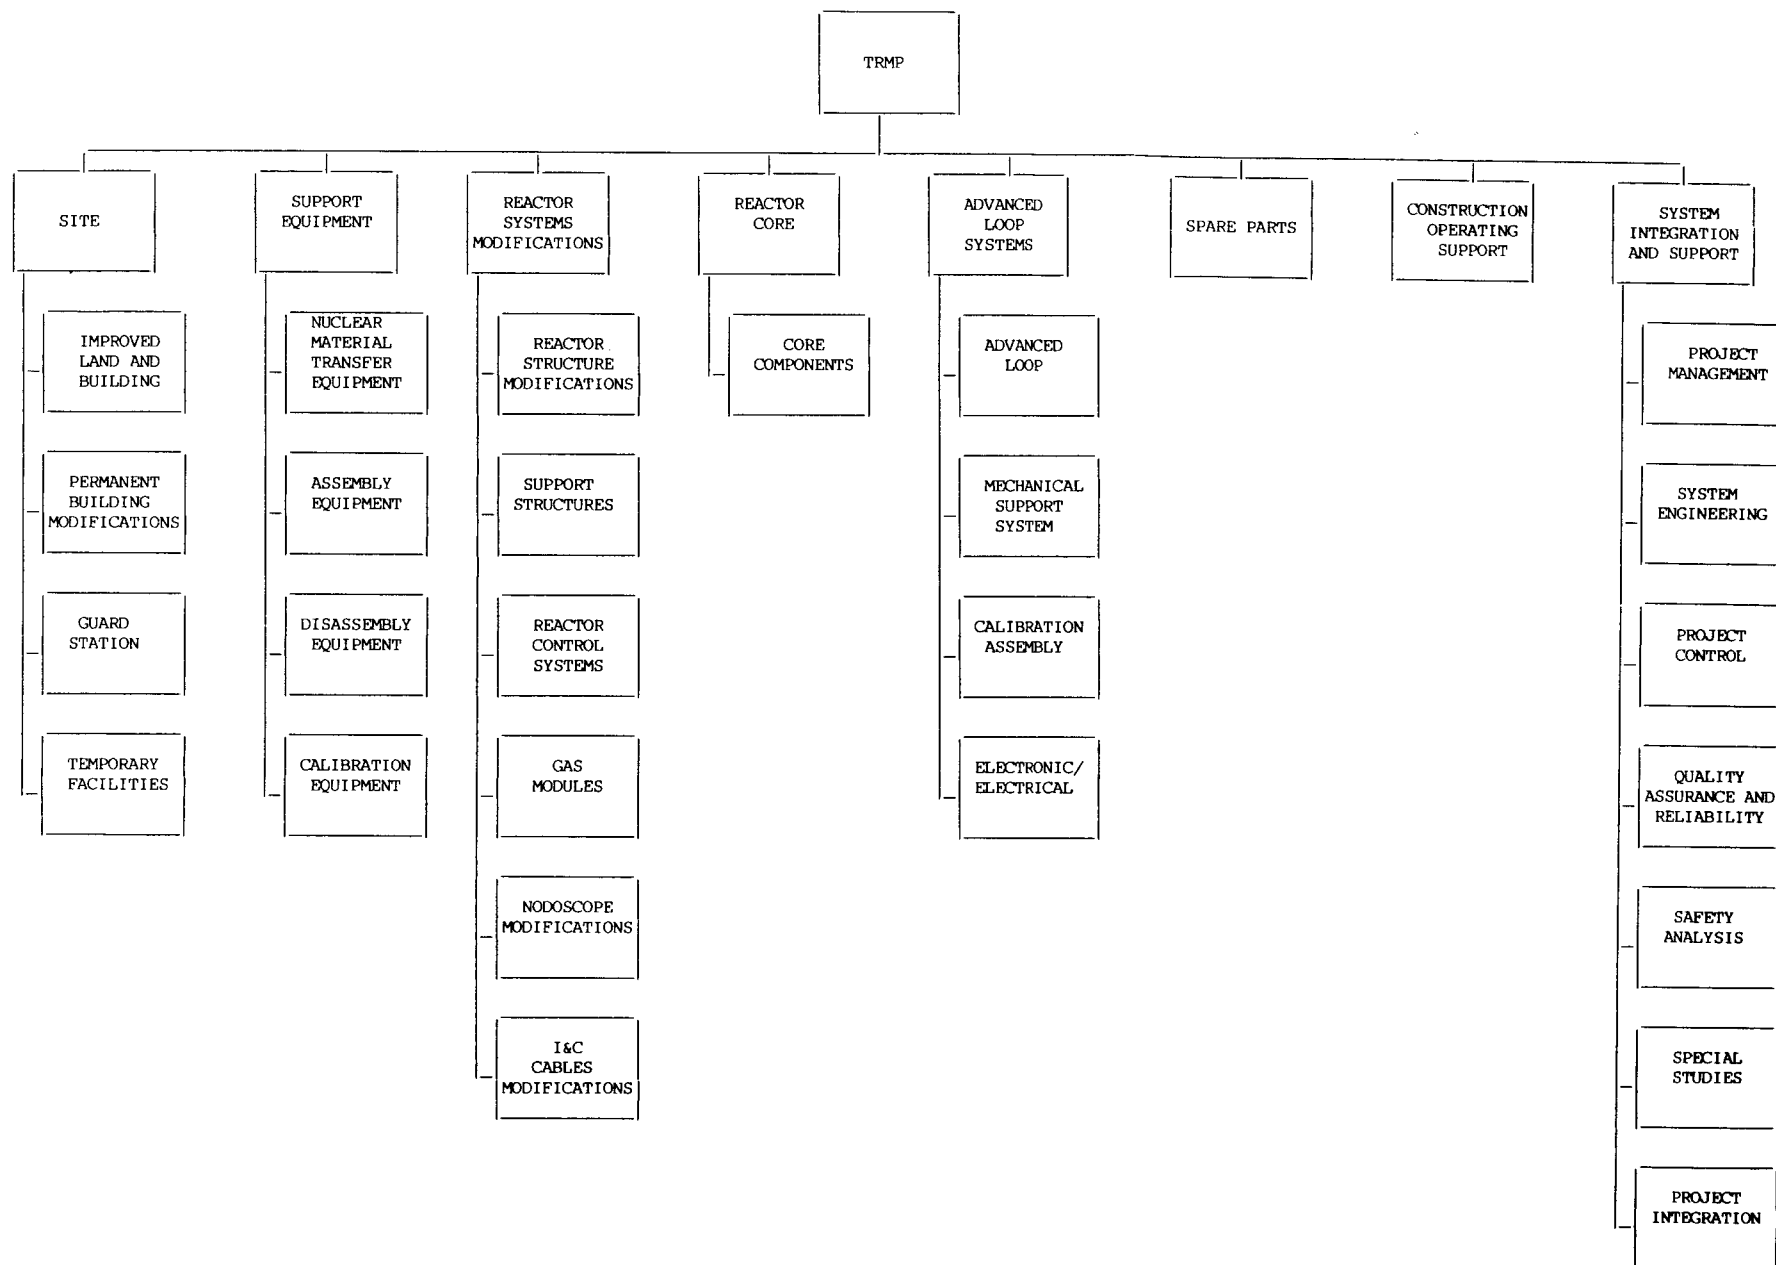 TRMP
SITE
SUPPORT
EQUIPMENT
REACTOR
SYSTEMS
MODIFICATIONS
REACTOR
CORE
ADVANCED
LOOP
SYSTEMS
SPARE PARTS
CONSTRUCTION
OPERATING
SUPPORT
SYSTEM
INTEGRATION
AND SUPPORT
IMPROVED
LAND AND
BUILDING
PERMANENT
BUILDING
MODIFICATIONS
GUARD
STATION
TEMPORARY
FACILITIES
NUCLEAR
MATERIAL
TRANSFER
EQUIPMENT
ASSEMBLY
EQUIPMENT
DISASSEMBLY
EQUIPMENT
CALIBRATION
EQUIPMENT
REACTOR
STRUCTURE
MODIFICATIONS
SUPPORT
STRUCTURES
REACTOR
CONTROL
SYSTEMS
GAS
MODULES
NODOSCOPE
MODIFICATIONS
I&C
CABLES
MODIFICATIONS
CORE
COMPONENTS
ADVANCED
LOOP
MECHANICAL
SUPPORT
SYSTEM
CALIBRATION
ASSEMBLY
ELECTRONIC/
ELECTRICAL
PROJECT
MANAGEMENT
SYSTEM
ENGINEERING
PROJECT
CONTROL
QUALITY
ASSURANCE AND
RELIABILITY
SAFETY
ANALYSIS
SPECIAL
STUDIES
PROJECT
INTEGRATION